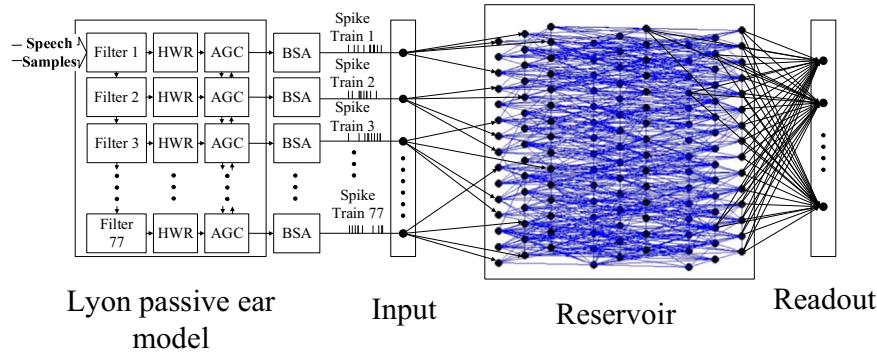 Speech
Samples
Filter 1 HWR AGC BSA
Spike
Train 1
Filter 2 HWR AGC BSA
Spike
Train 2
Filter 3 HWR AGC BSA
Spike
Train 3
Filter
77 HWR AGC BSA
Spike
Train 77
Lyon passive ear
model
Input
Reservoir
Readout